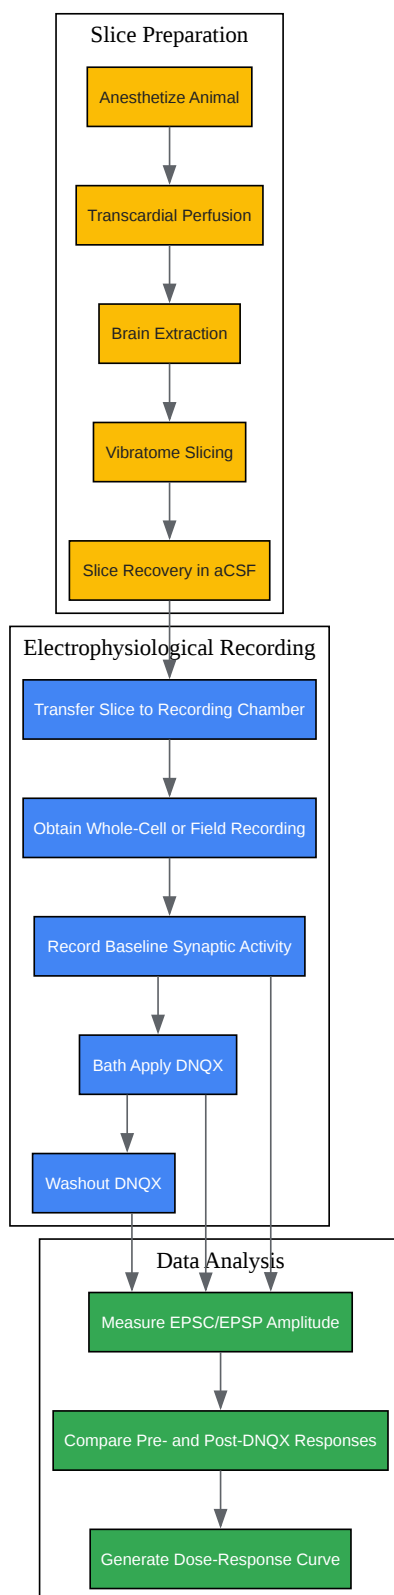 Slice Preparation
Anesthetize Animal
Transcardial Perfusion
Brain Extraction
Vibratome Slicing
Slice Recovery in aCSF
Electrophysiological Recording
Transfer Slice to Recording Chamber
Obtain Whole-Cell or Field Recording
Record Baseline Synaptic Activity
Bath Apply DNQX
Washout DNQX
Data Analysis
Measure EPSC/EPSP Amplitude
Compare Pre- and Post-DNQX Responses
Generate Dose-Response Curve